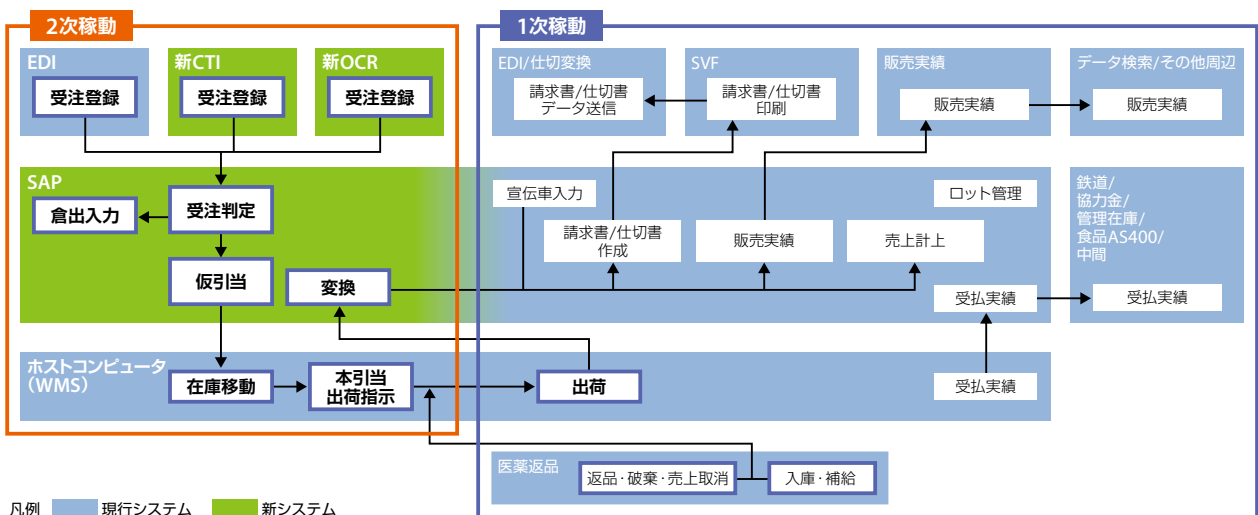 2次稼動
1次稼動
EDI
受注登録
新CTI
受注登録
新OCR
受注登録
EDI/仕切変換
請求書/仕切書
データ送信
SVF
請求書/仕切書
印刷
販売実績
販売実績
データ検索/その他周辺
販売実績
SAP
倉出入力
受注判定
仮引当
変換
宣伝車入力
請求書/仕切書
作成
販売実績
ロット管理
売上計上
受払実績
鉄道/
協力金/
管理在庫/
食品AS400/
中間
受払実績
ホストコンピュータ
（WMS）
在庫移動
本引当
出荷指示
出荷
受払実績
医薬返品
返品・破棄・売上取消
入庫・補給
凡例
現行システム
新システム